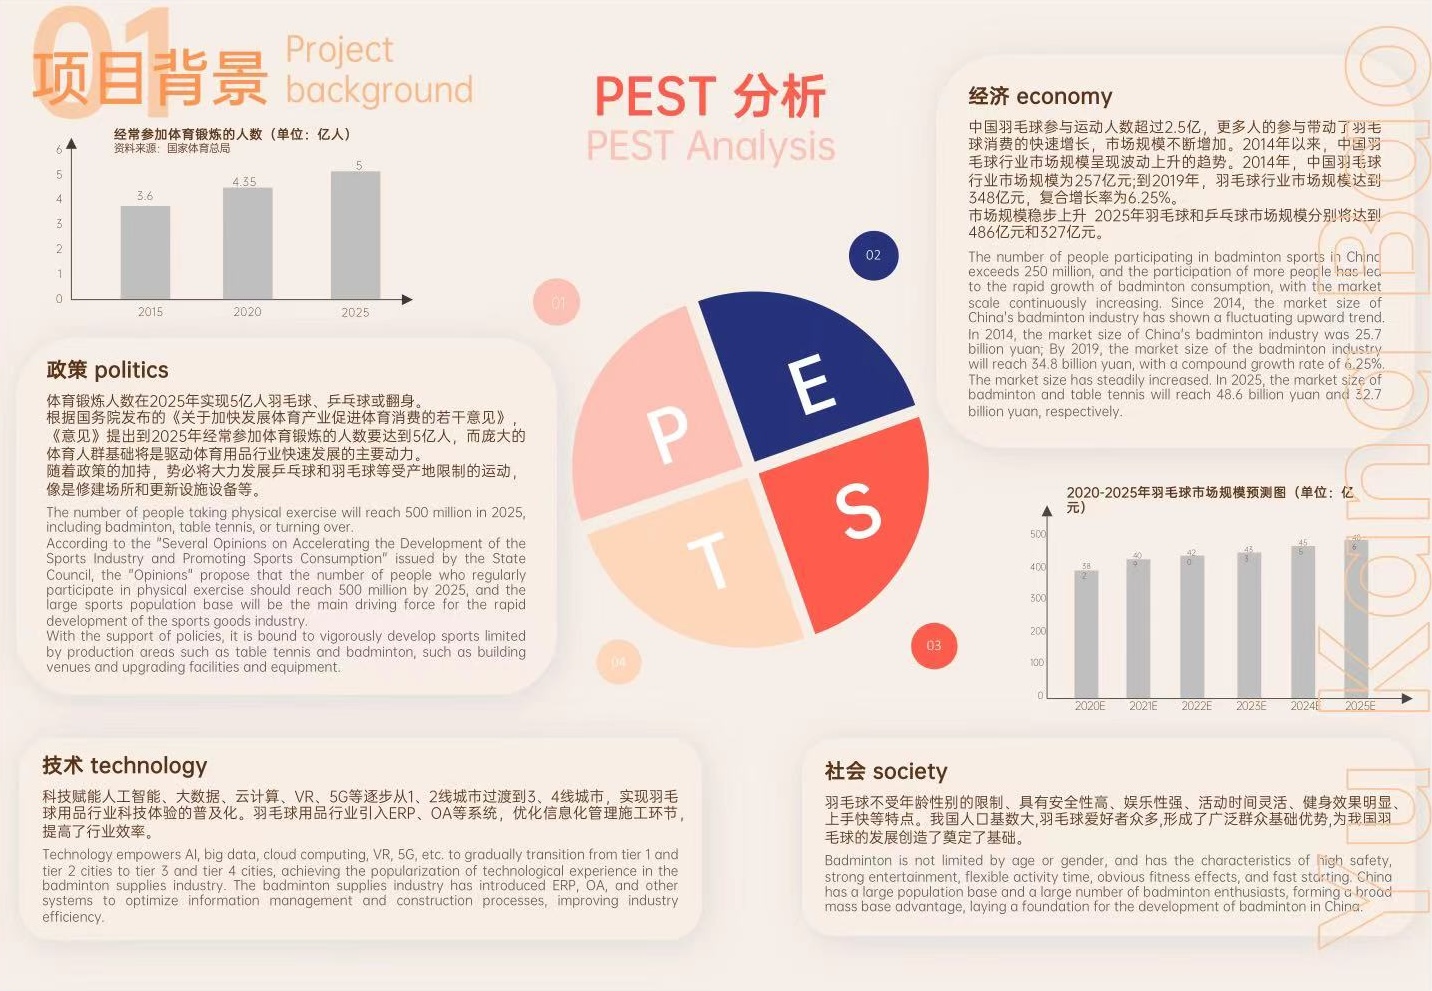 01
项目背景
Project
background
经常参加体育锻炼的人数（单位：亿人）
资料来源：国家体育总局
6
5
4
3
2
1
0
3.6
4.35
5
2015
2020
2025
政策 politics
体育锻炼人数在2025年实现5亿人羽毛球、乒乓球或翻身。
根据国务院发布的《关于加快发展体育产业促进体育消费的若干意见》，
《意见》提出到2025年经常参加体育锻炼的人数要达到5亿人，而庞大的
体育人群基础将是驱动体育用品行业快速发展的主要动力。
随着政策的加持，势必将大力发展乒乓球和羽毛球等受产地限制的运动，
像是修建场所和更新设施设备等。
The number of people taking physical exercise will reach 500 million in 2025,
including badminton, table tennis, or turning over.
According to the "Several Opinions on Accelerating the Development of the
Sports Industry and Promoting Sports Consumption" issued by the State
Council, the "Opinions" propose that the number of people who regularly
participate in physical exercise should reach 500 million by 2025, and the
large sports population base will be the main driving force for the rapid
development of the sports goods industry.
With the support of policies, it is bound to vigorously develop sports limited
by production areas such as table tennis and badminton, such as building
venues and upgrading facilities and equipment.
PEST 分析
PEST Analysis
01
02
P
E
T
S
03
04
经济 economy
中国羽毛球参与运动人数超过2.5亿，更多人的参与带动了羽毛
球消费的快速增长，市场规模不断增加。2014年以来，中国羽
毛球行业市场规模呈现波动上升的趋势。2014年，中国羽毛球
行业市场规模为257亿元;到2019年，羽毛球行业市场规模达到
348亿元，复合增长率为6.25%。
市场规模稳步上升 2025年羽毛球和乒乓球市场规模分别将达到
486亿元和327亿元。
The number of people participating in badminton sports in China
exceeds 250 million, and the participation of more people has led
to the rapid growth of badminton consumption, with the market
scale continuously increasing. Since 2014, the market size of
China's badminton industry has shown a fluctuating upward trend.
In 2014, the market size of China's badminton industry was 25.7
billion yuan; By 2019, the market size of the badminton industry
will reach 34.8 billion yuan, with a compound growth rate of 6.25%.
The market size has steadily increased. In 2025, the market size of
badminton and table tennis will reach 48.6 billion yuan and 32.7
billion yuan, respectively.
2020-2025年羽毛球市场规模预测图（单位：亿
元）
500
400
300
200
100
0
38
2
40
9
42
0
43
45
48
6
2020E
2021E
2022E
2023E
2024E
2025E
技术 technology
科技赋能人工智能、大数据、云计算、VR、5G等逐步从1、2线城市过渡到3、4线城市，实现羽毛
球用品行业科技体验的普及化。羽毛球用品行业引入ERP、OA等系统，优化信息化管理施工环节，
提高了行业效率。
Technology empowers AI, big data, cloud computing, VR, 5G, etc. to gradually transition from tier 1 and
tier 2 cities to tier 3 and tier 4 cities, achieving the popularization of technological experience in the
badminton supplies industry. The badminton supplies industry has introduced ERP, OA, and other
systems to optimize information management and construction processes, improving industry
efficiency.
社会 society
羽毛球不受年龄性别的限制、具有安全性高、娱乐性强、活动时间灵活、健身效果明显、
上手快等特点。我国人口基数大,羽毛球爱好者众多,形成了广泛群众基础优势,为我国羽
毛球的发展创造了奠定了基础。
Badminton is not limited by age or gender, and has the characteristics of high safety,
strong entertainment, flexible activity time, obvious fitness effects, and fast starting. China
has a large population base and a large number of badminton enthusiasts, forming a broad
mass base advantage, laying a foundation for the development of badminton in China.
Yu Kang Bao